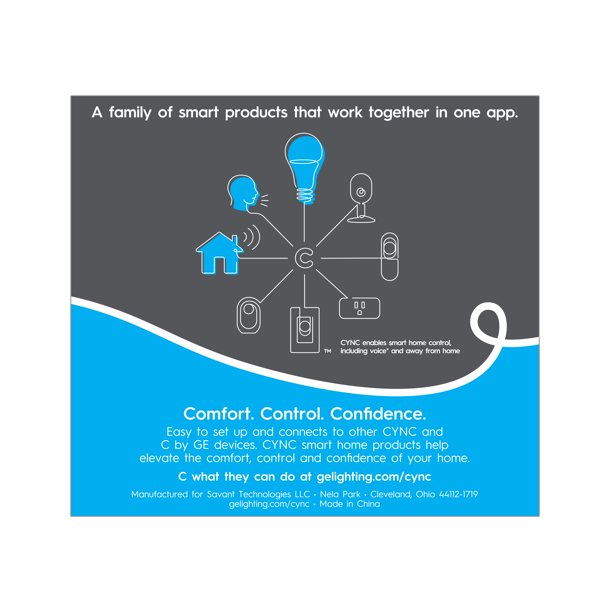 A family of smart products that work together in one app.
C
™
CYNC enables smart home control,
including voice* and away from home
Comfort. Control. Confidence.
Easy to set up and connects to other CYNC and
C by GE devices. CYNC smart home products help
elevate the comfort, control and confidence of your home.
C what they can do at gelighting.com/cync
Manufactured for Savant Technologies LLC • Nela Park • Cleveland, Ohio 44112-1719
gelighting.com/cync • Made in China